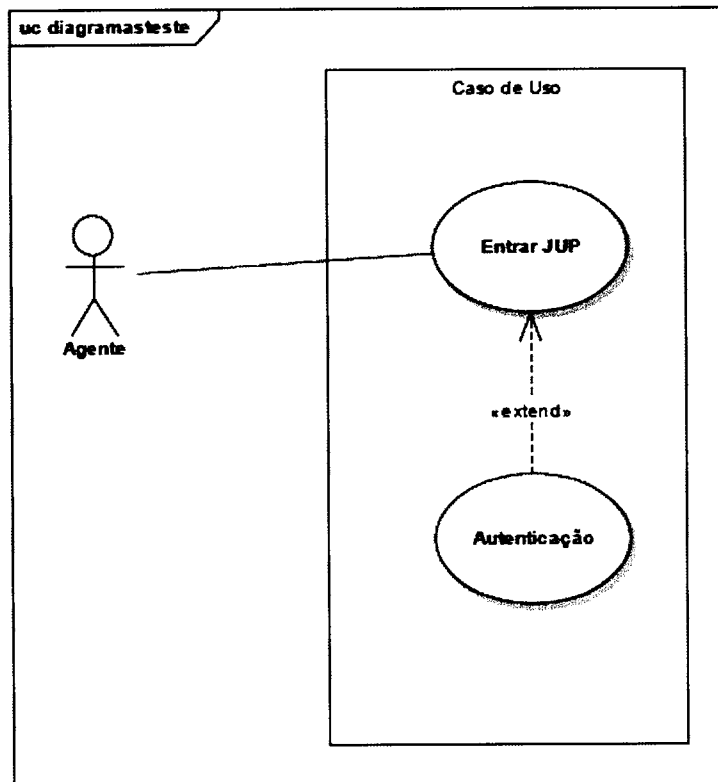 uc diagramasteste
Caso de Uso
Entrar JUP
Agente
«extend»
Autenticação